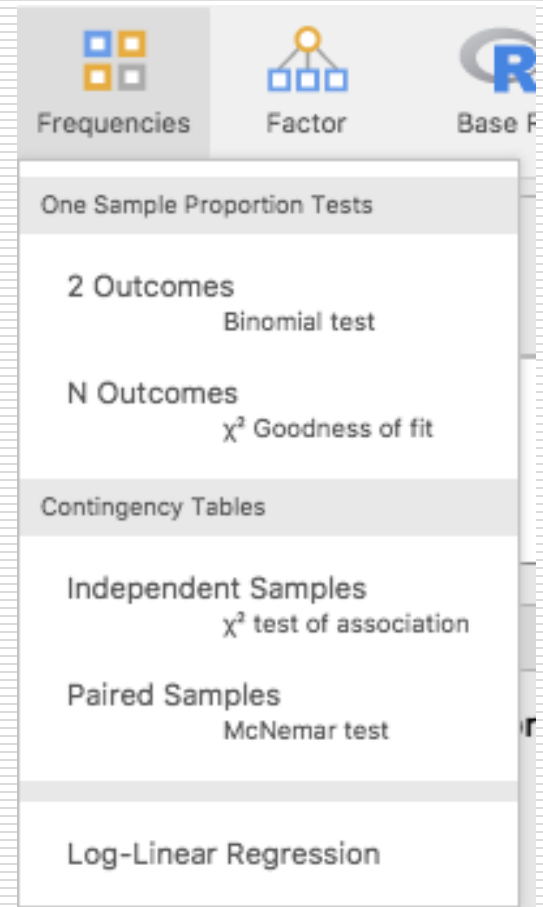 Frequencies Factor Base
One Sample Proportion Tests
2 Outcomes
Binomial test
N Outcomes
χ² Goodness of fit
Contingency Tables
Independent Samples
χ² test of association
Paired Samples
McNemar test
Log-Linear Regression